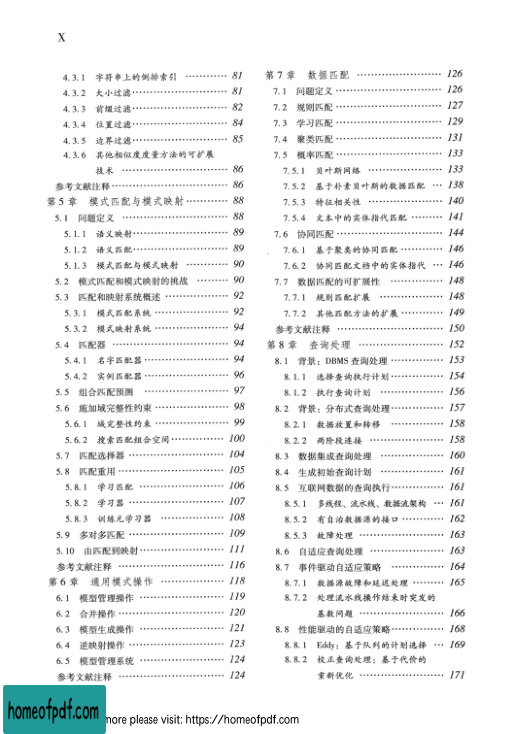 X
4.3.1 字符串上的倒排索引 ………… 81
4.3.2 大小过滤………………………… 81
4.3.3 前缀过滤………………………… 82
4.3.4 位置过滤………………………… 84
4.3.5 边界过滤………………………… 85
4.3.6 其他相似度度量方法的可扩展
技术 ………………………… 86
参考文献注释………………………………… 86
第5章 模式匹配与模式映射………… 88
5.1 问题定义 ………………………… 88
5.1.1 语义映射………………………… 89
5.1.2 语义匹配………………………… 89
5.1.3 模式匹配与模式映射 ………… 90
5.2 模式匹配和模式映射的挑战 ……… 90
5.3 匹配和映射系统概述 …………… 92
5.3.1 模式匹配系统 ………………… 92
5.3.2 模式映射系统 ………………… 94
5.4 匹配器 …………………………… 94
5.4.1 名字匹配器…………………… 94
5.4.2 实例匹配器…………………… 96
5.5 组合匹配预测 …………………… 97
5.6 施加域完整性约束 ……………… 98
5.6.1 域完整性约束 ………………… 99
5.6.2 搜索匹配组合空间…………… 100
5.7 匹配选择器 ……………………… 104
5.8 匹配重用………………………… 105
5.8.1 学习匹配 ……………………… 106
5.8.2 学习器 ………………………… 107
5.8.3 训练元学习器 ………………… 108
5.9 多对多匹配 ……………………… 109
5.10 由匹配到映射…………………… 111
参考文献注释 ………………………… 116
第6章 通用模式操作 ……………… 118
6.1 模型管理操作 …………………… 119
6.2 合并操作………………………… 120
6.3 模型生成操作 …………………… 121
6.4 逆映射操作 ……………………… 123
6.5 模型管理系统 …………………… 124
参考文献注释 ………………………… 124
第7章 数据匹配 …………………… 126
7.1 问题定义………………………… 126
7.2 规则匹配………………………… 127
7.3 学习匹配………………………… 129
7.4 聚类匹配………………………… 131
7.5 概率匹配………………………… 133
7.5.1 贝叶斯网络 …………………… 133
7.5.2 基于朴素贝叶斯的数据匹配 … 138
7.5.3 特征相关性 …………………… 140
7.5.4 文本中的实体指代匹配 ……… 141
7.6 协同匹配………………………… 144
7.6.1 基于聚类的协同匹配………… 146
7.6.2 协同匹配文档中的实体指代 … 146
7.7 数据匹配的可扩展性 …………… 148
7.7.1 规则匹配扩展 ………………… 148
7.7.2 其他匹配方法的扩展………… 149
参考文献注释 ………………………… 150
第8章 查询处理 …………………… 152
8.1 背景：DBMS查询处理…………… 153
8.1.1 选择查询执行计划…………… 154
8.1.2 执行查询计划 ………………… 156
8.2 背景：分布式查询处理…………… 157
8.2.1 数据放置和转移 ……………… 158
8.2.2 两阶段连接 …………………… 158
8.3 数据集成查询处理 ……………… 160
8.4 生成初始查询计划 ……………… 161
8.5 互联网数据的查询执行………… 161
8.5.1 多线程、流水线、数据流架构 … 161
8.5.2 有自治数据源的接口………… 162
8.5.3 故障处理 ……………………… 163
8.6 自适应查询处理 ………………… 163
8.7 事件驱动自适应策略 …………… 164
8.7.1 数据源故障和延迟处理 ……… 165
8.7.2 处理流水线操作结束时突发的
基数问题 ……………………… 166
8.8 性能驱动的自适应策略………… 168
8.8.1 Eddy：基于队列的计划选择 … 169
8.8.2 校正查询处理：基于代价的
重新优化 ……………………… 171
homeofpdf.com
more please visit: https://homeofpdf.com